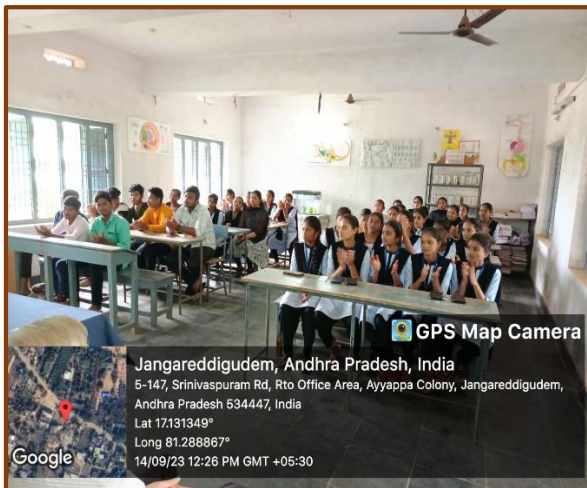 GPS Map Camera
Jangareddigudem, Andhra Pradesh, India
5-147, Srinivaspuram Rd, Rto Office Area, Ayyappa Colony, Jangareddigudem,
Andhra Pradesh 534447, India
Lat 17.131349°
Long 81.288867°
14/09/23 12:26 PM GMT +05:30
Google